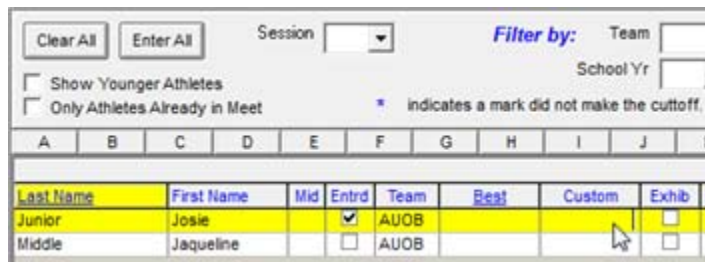 Clear All Enter All Session Filter by: Team
School Yr
Show Younger Athletes
Only Athletes Already in Meet * indicates a mark did not make the cuttoff.
A B C D E F G H I J
Last Name First Name Mid Entrd Team Best Custom Exhib
Junior Josie AUOB
Middle Jaqueline AUOB